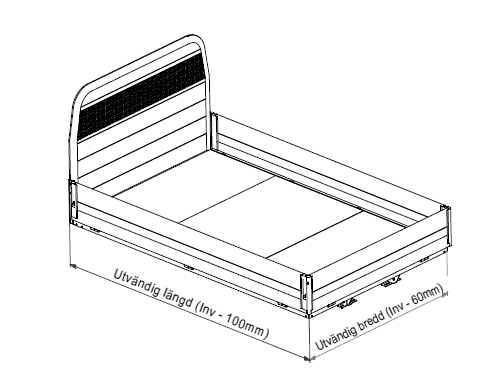 Utvändig längd (Inv - 100mm)
Utvändig bredd (Inv - 60mm)